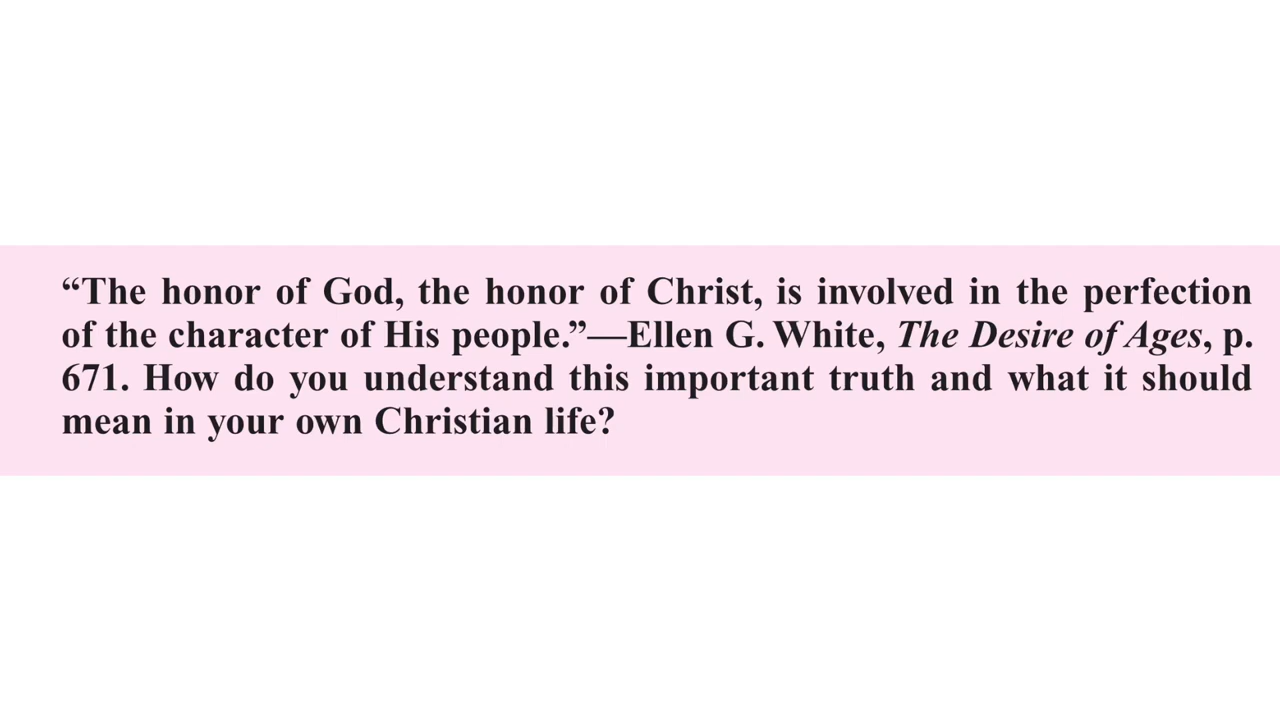 “The honor of God, the honor of Christ, is involved in the perfection
of the character of His people.”—Ellen G. White, The Desire of Ages, p.
671. How do you understand this important truth and what it should
mean in your own Christian life?